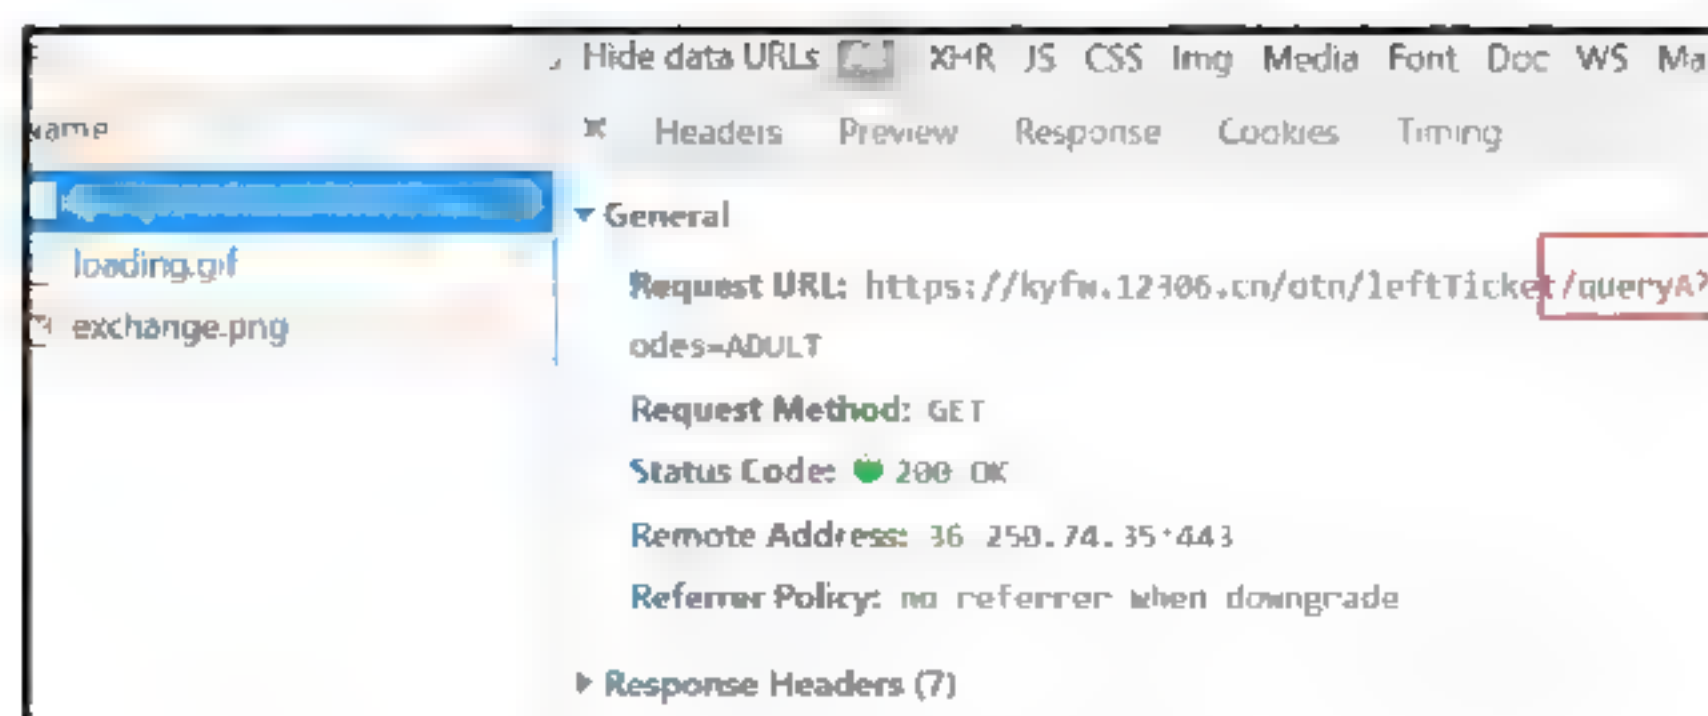 Hide data URLs All XHR JS CSS Img Media Font Doc WS Ma
Name
Headers Preview Response Cookies Timing
General
loading.gif
Request URL: https://kyfw.12306.cn/otn/leftTicket/queryA?
exchange.png
odes=ADULT
Request Method: GET
Status Code: 200 OK
Remote Address: 36.250.74.35:443
Referrer Policy: no-referrer-when-downgrade
Response Headers (7)